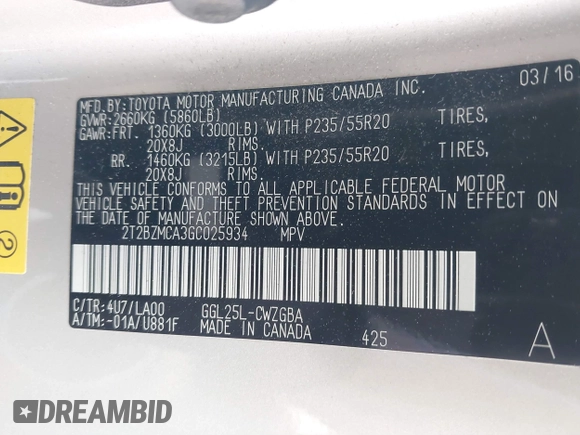 MFD.BY:TOYOTA MOTOR MANUFACTURING CANADA INC. 03/16
GVWR:2660KG (5860LB)
GAWR:FRT. 1360KG (3000LB) WITH P235/55R20 TIRES,
20X8J RIMS.
RR. 1460KG (3215LB) WITH P235/55R20 TIRES,
20X8J RIMS.
THIS VEHICLE CONFORMS TO ALL APPLICABLE FEDERAL MOTOR
VEHICLE SAFETY AND THEFT PREVENTION STANDARDS IN EFFECT ON
THE DATE OF MANUFACTURE SHOWN ABOVE.
2T2BZMCA3GC025934 MPV
C/TR:4U7/LA00 GGL25L-CWZGBA
A/TM:-01A/U881F MADE IN CANADA 425 A
2
DREAMBID